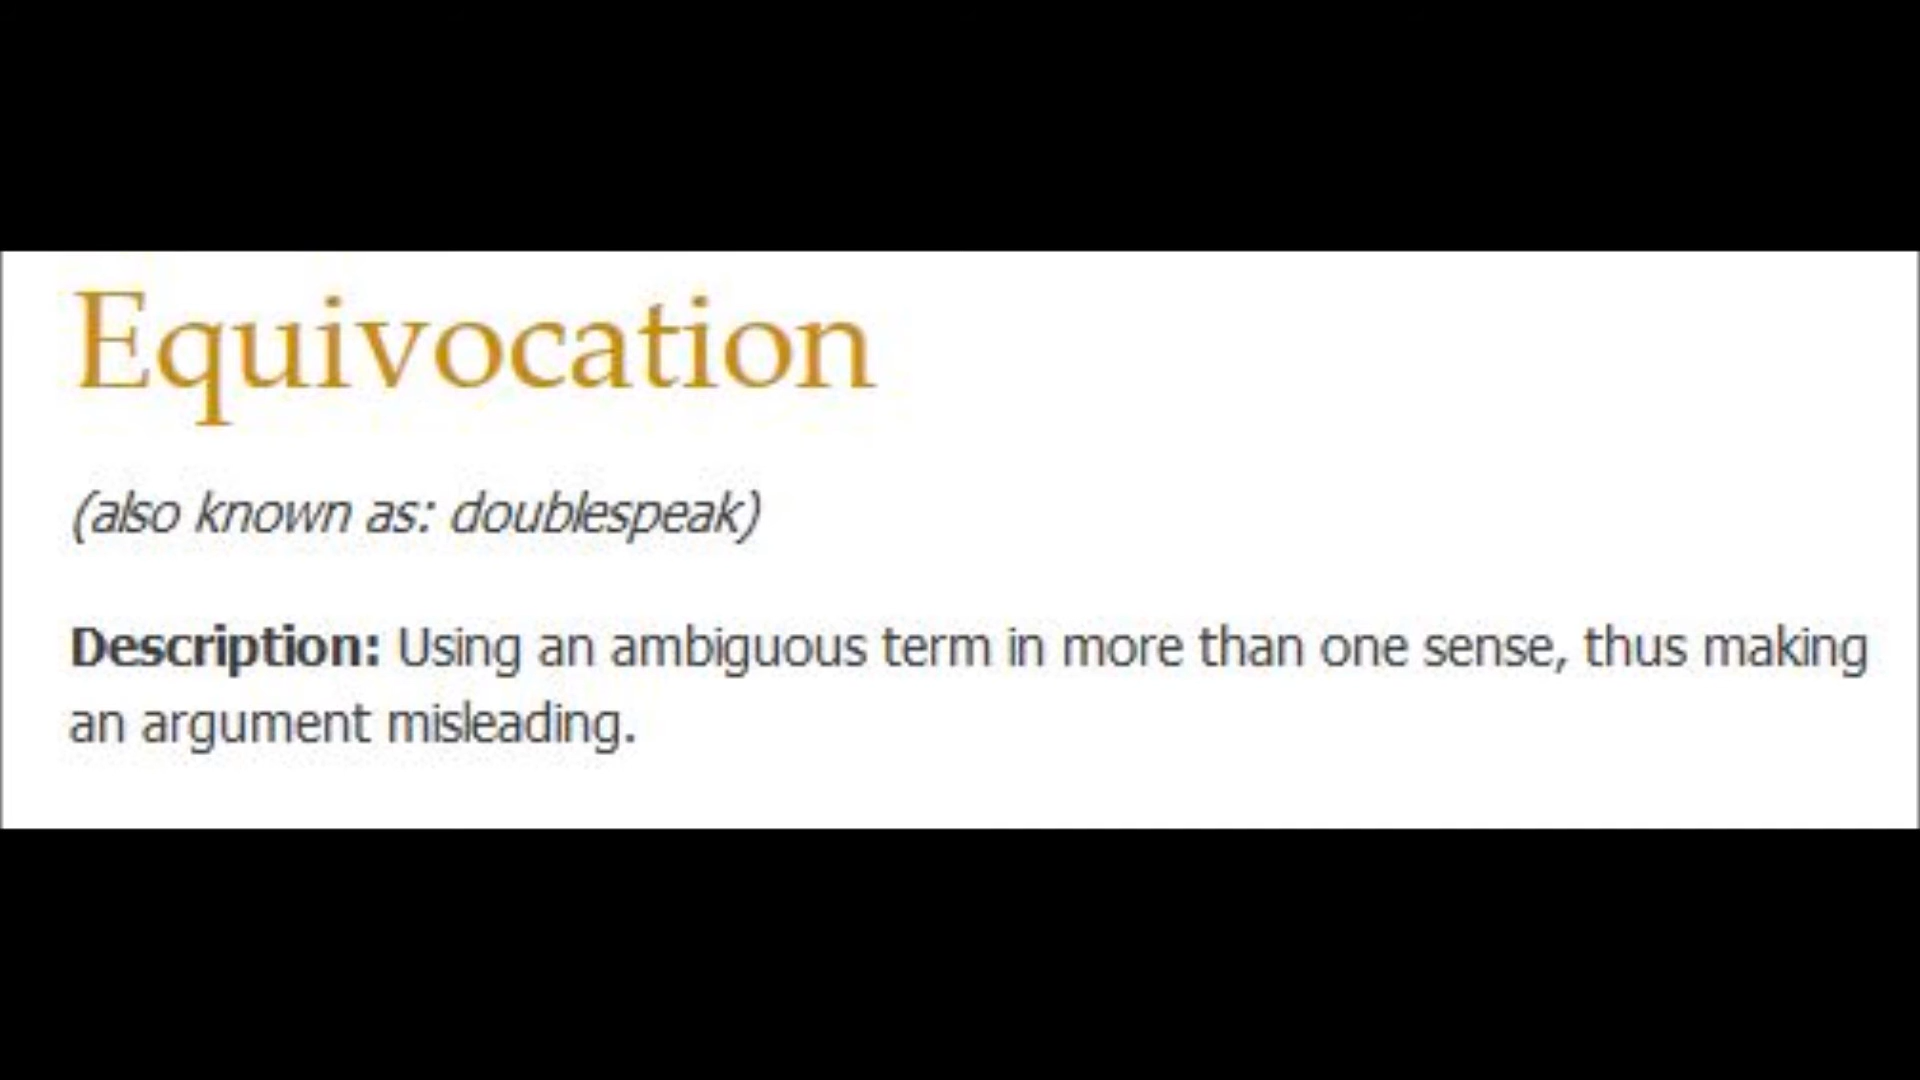 Equivocation
(also known as: doublespeak)
Description: Using an ambiguous term in more than one sense, thus making
an argument misleading.